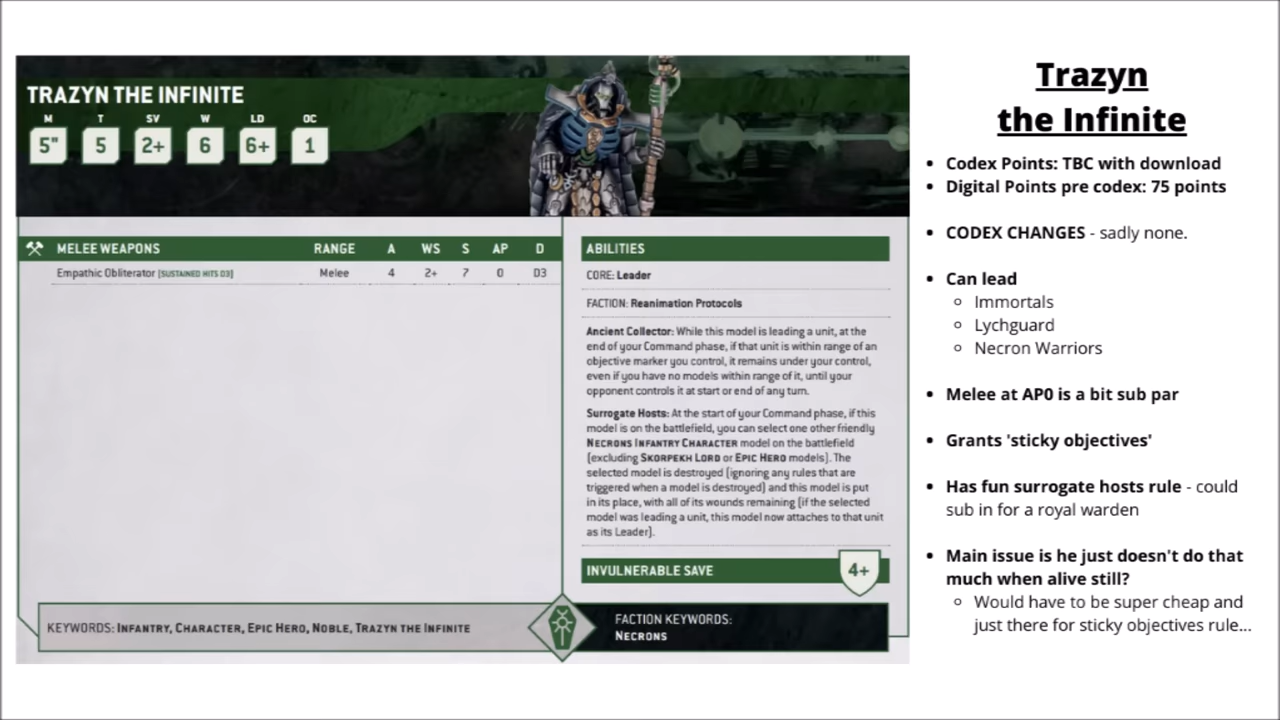 TRAZYN THE INFINITE
M T SV W LD OC
5" 5 2+ 6 6+ 1
MELEE WEAPONS RANGE A WS S AP D
Empathic Obliterator [SUSTAINED HITS D3] Melee 4 2+ 7 0 D3
ABILITIES
CORE: Leader
FACTION: Reanimation Protocols
Ancient Collector: While this model is leading a unit, at the
end of your Command phase, if that unit is within range of an
objective marker you control, it remains under your control,
even if you have no models within range of it, until your
opponent controls it at start or end of any turn.
Surrogate Hosts: At the start of your Command phase, if this
model is on the battlefield, you can select one other friendly
NECRONS INFANTRY CHARACTER model on the battlefield
(excluding SKORPEKH LORD or EPIC HERO models). The
selected model is destroyed (ignoring any rules that are
triggered when a model is destroyed) and this model is put
in its place, with all of its wounds remaining (if the selected
model was leading a unit, this model now attaches to that unit
as its Leader).
INVULNERABLE SAVE 4+
KEYWORDS: INFANTRY, CHARACTER, EPIC HERO, NOBLE, TRAZYN THE INFINITE
FACTION KEYWORDS:
NECRONS
Trazyn
the Infinite
• Codex Points: TBC with download
• Digital Points pre codex: 75 points
• CODEX CHANGES - sadly none.
• Can lead
◦ Immortals
◦ Lychguard
◦ Necron Warriors
• Melee at AP0 is a bit sub par
• Grants 'sticky objectives'
• Has fun surrogate hosts rule - could
sub in for a royal warden
• Main issue is he just doesn't do that
much when alive still?
◦ Would have to be super cheap and
just there for sticky objectives rule...